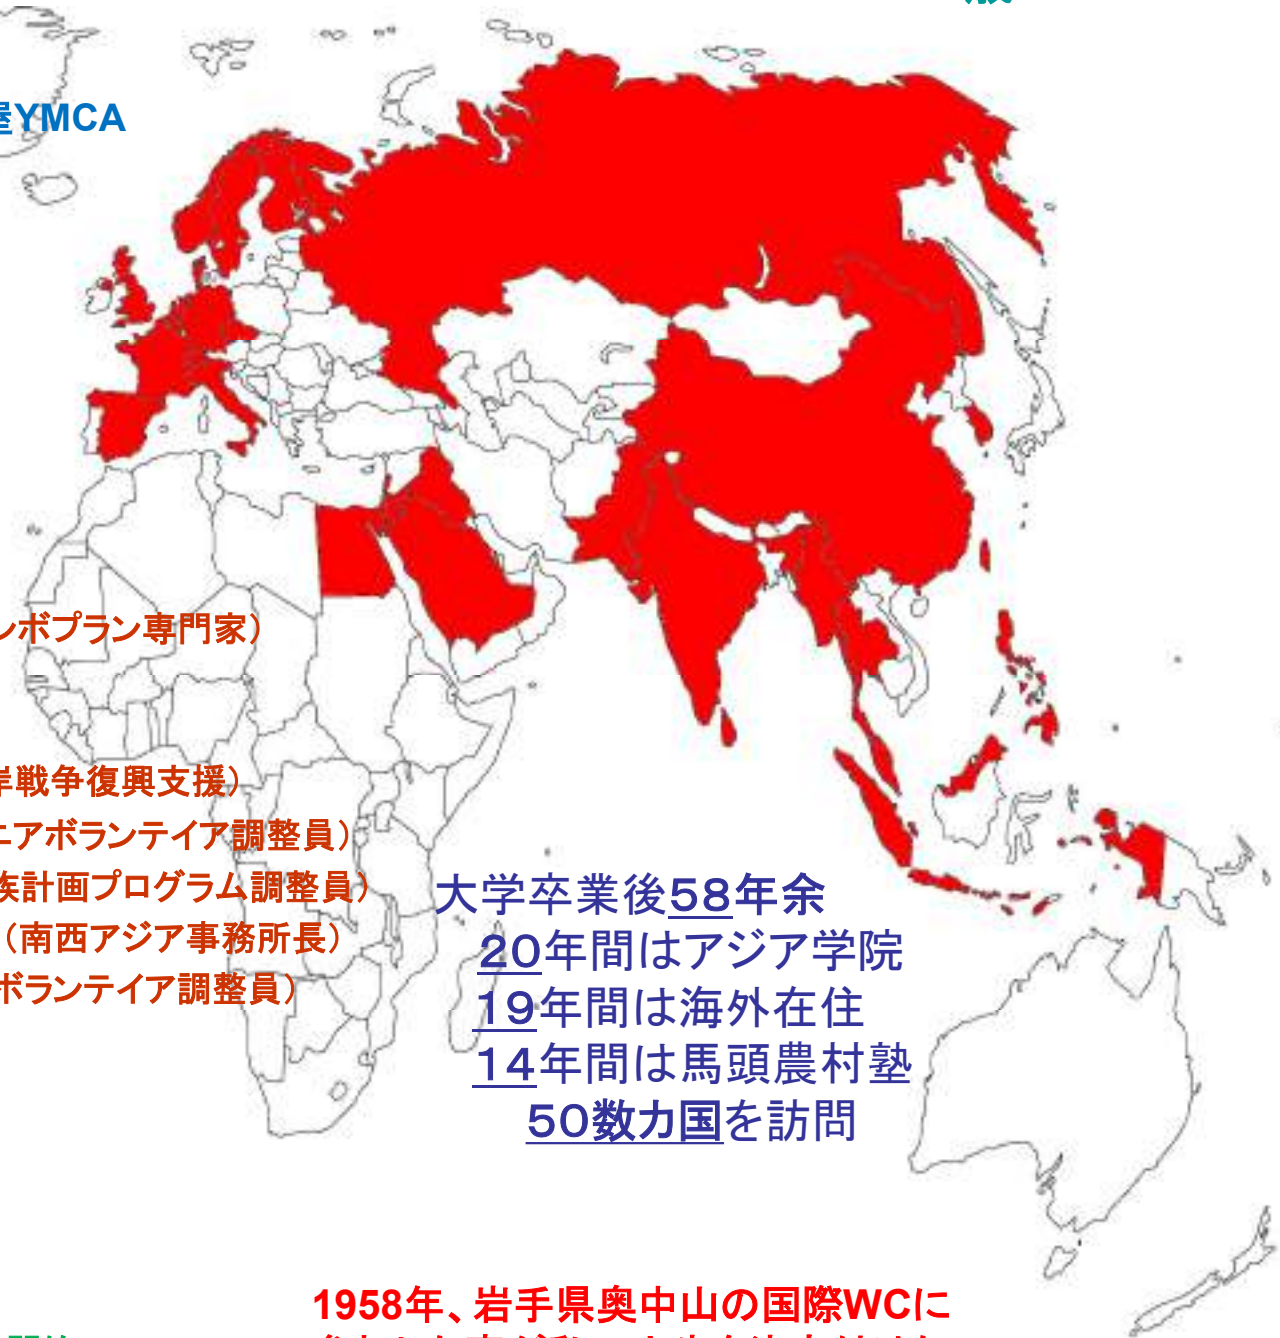 屋YMCA
ンボプラン専門家）
岸戦争復興支援）
ニアボランテイア調整員）
族計画プログラム調整員）
（南西アジア事務所長）
ボランテイア調整員）
大学卒業後58年余
20年間はアジア学院
19年間は海外在住
14年間は馬頭農村塾
50数カ国を訪問
1958年、岩手県奥中山の国際WCに